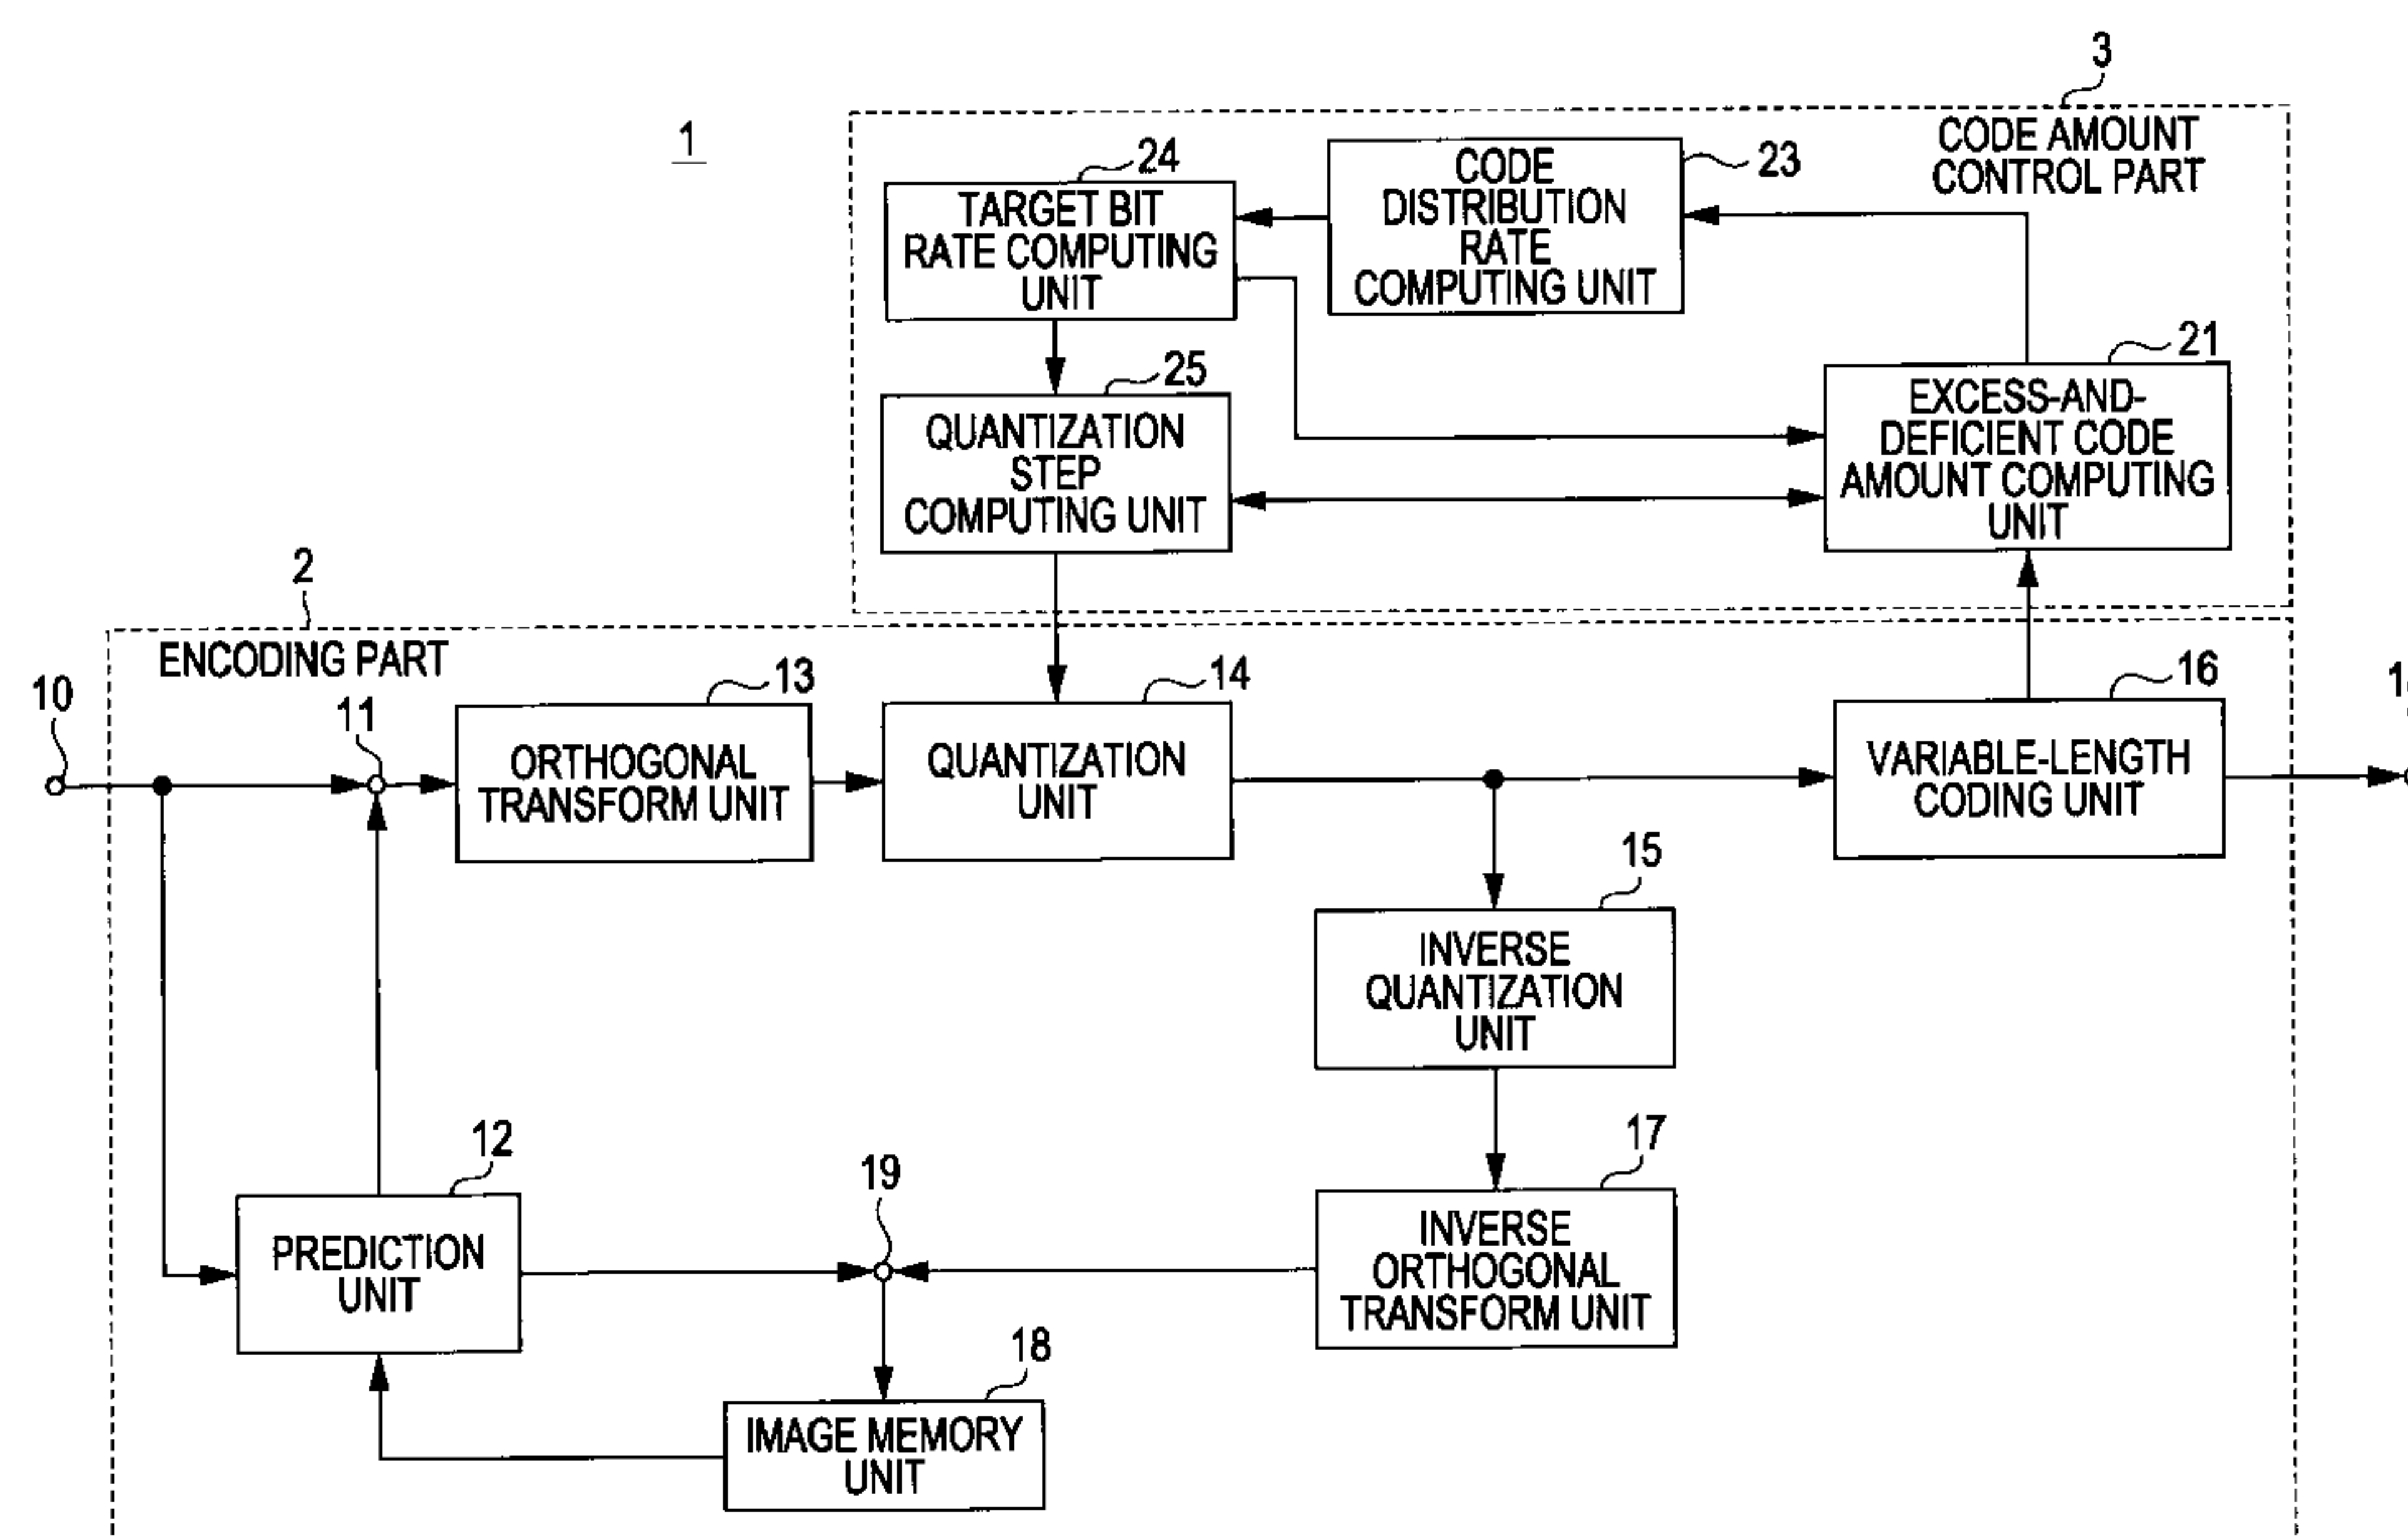 3
1
CODE AMOUNT
CONTROL PART
24
TARGET BIT
RATE COMPUTING
UNIT
CODE
DISTRIBUTION
RATE
COMPUTING UNIT
23
25
QUANTIZATION
STEP
COMPUTING UNIT
21
EXCESS-AND-
DEFICIENT CODE
AMOUNT COMPUTING
UNIT
2
ENCODING PART
10
11
13
ORTHOGONAL
TRANSFORM UNIT
14
QUANTIZATION
UNIT
16
VARIABLE-LENGTH
CODING UNIT
15
INVERSE
QUANTIZATION
UNIT
12
PREDICTION
UNIT
19
17
INVERSE
ORTHOGONAL
TRANSFORM UNIT
18
IMAGE MEMORY
UNIT